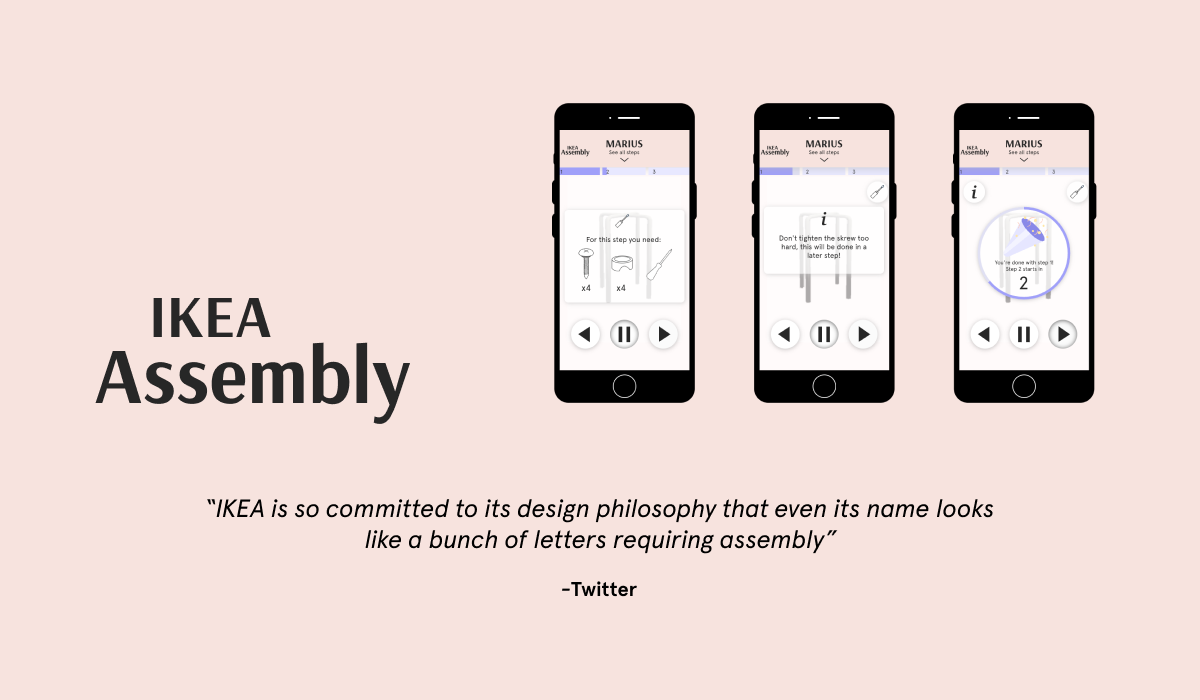 IKEA
Assembly
IKEA
Assembly
MARIUS
See all steps
1 2 3
For this step you need:
x4 x4
IKEA
Assembly
MARIUS
See all steps
1 2 3
i
Don't tighten the skrew too
hard, this will be done in a
later step!
IKEA
Assembly
MARIUS
See all steps
1 2 3
i
You're done with step 1!
Step 2 starts in
2
“IKEA is so committed to its design philosophy that even its name looks
like a bunch of letters requiring assembly”
-Twitter